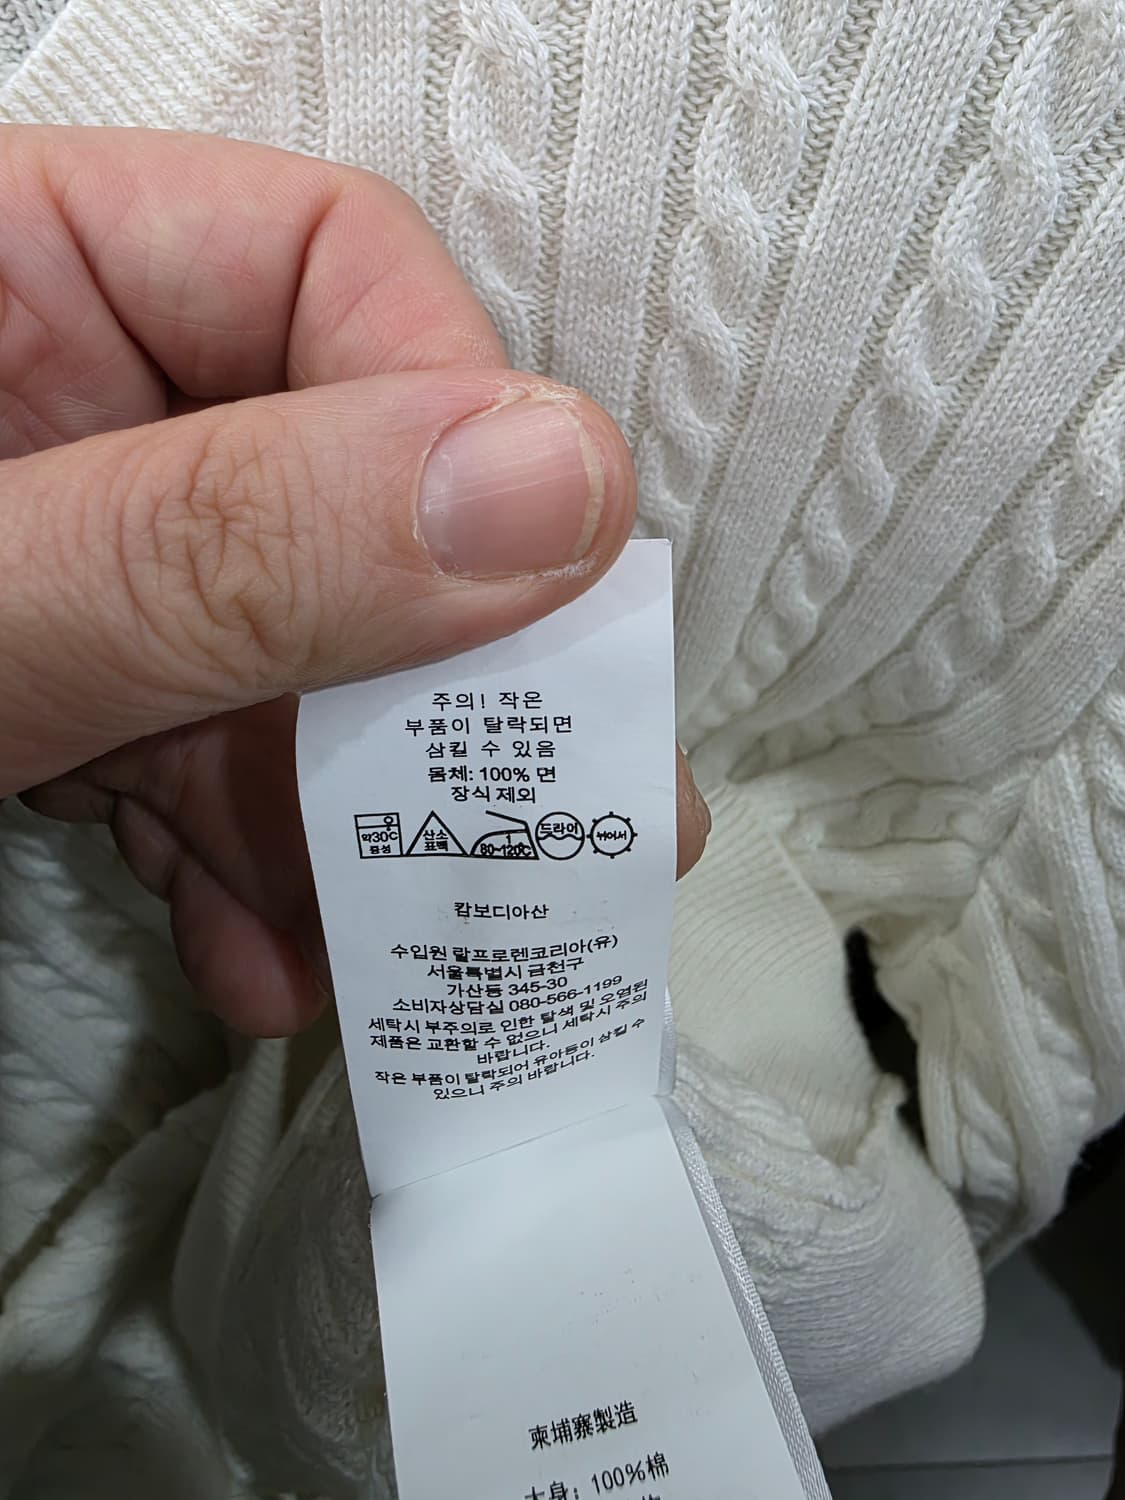 주의! 작은
부품이 탈락되면
삼킬 수 있음
몸체: 100% 면
장식 제외
약30℃
중성
산소
표백
80~120℃
드라이
뉘어서
캄보디아산
수입원 랄프로렌코리아(유)
서울특별시 금천구
가산동 345-30
소비자상담실 080-566-1199
세탁시 부주의로 인한 탈색 및 오염된
제품은 교환할 수 없으니 세탁시 주의
바랍니다.
작은 부품이 탈락되어 유아등이 삼킬 수
있으니 주의 바랍니다.
柬埔寨製造
大身: 100%棉